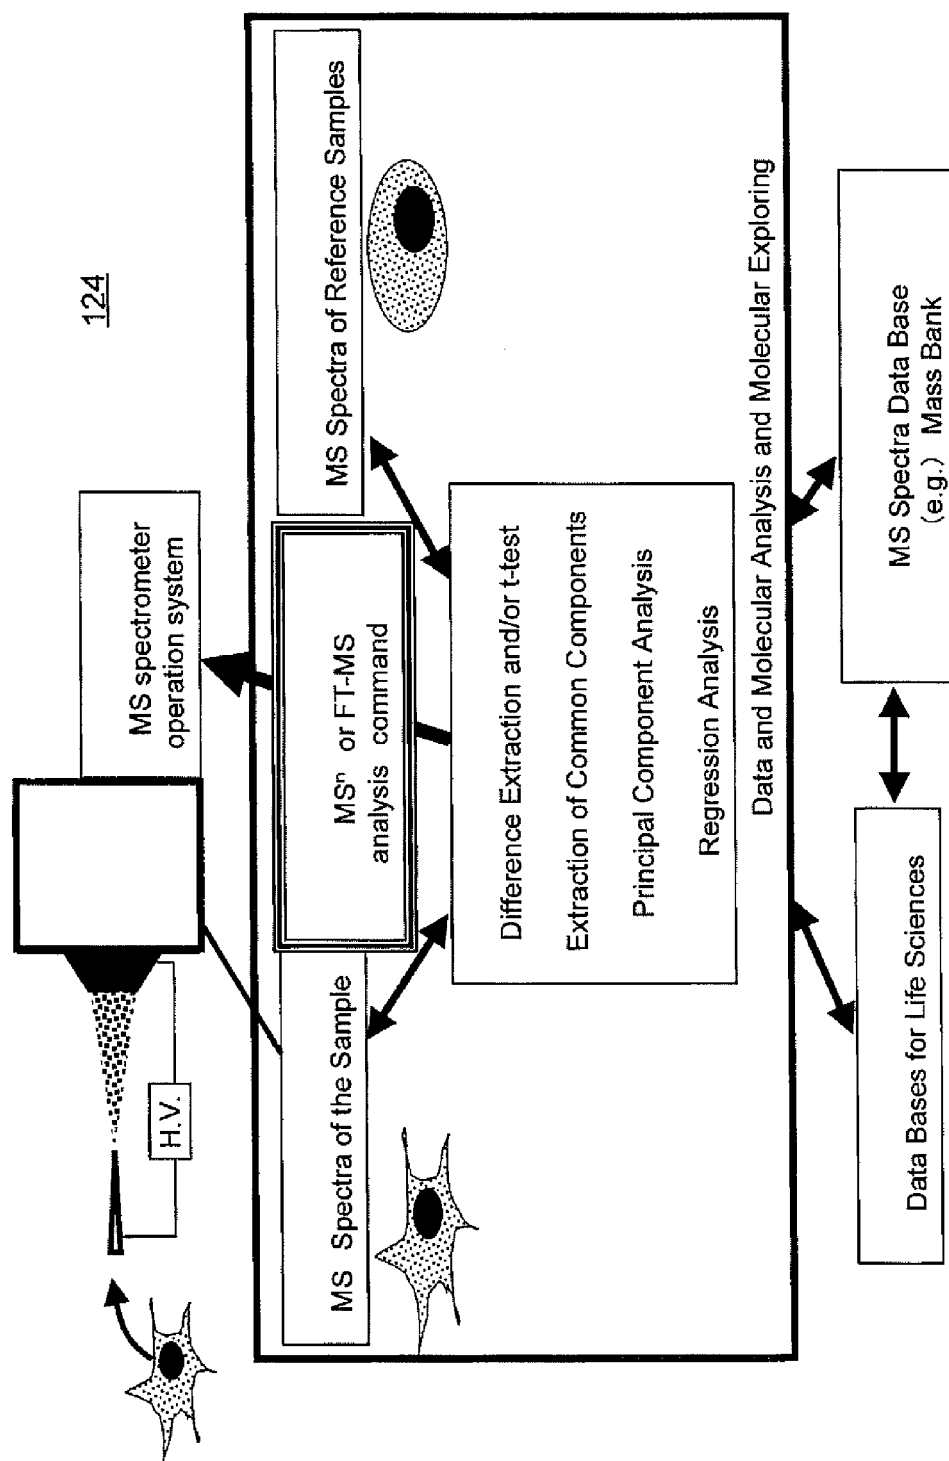 124
H.V.
MS spectrometer
operation system
MS Spectra of the Sample
MSⁿ or FT-MS
analysis command
MS Spectra of Reference Samples
Difference Extraction and/or t-test
Extraction of Common Components
Principal Component Analysis
Regression Analysis
Data and Molecular Analysis and Molecular Exploring
Data Bases for Life Sciences
MS Spectra Data Base
(e.g.) Mass Bank